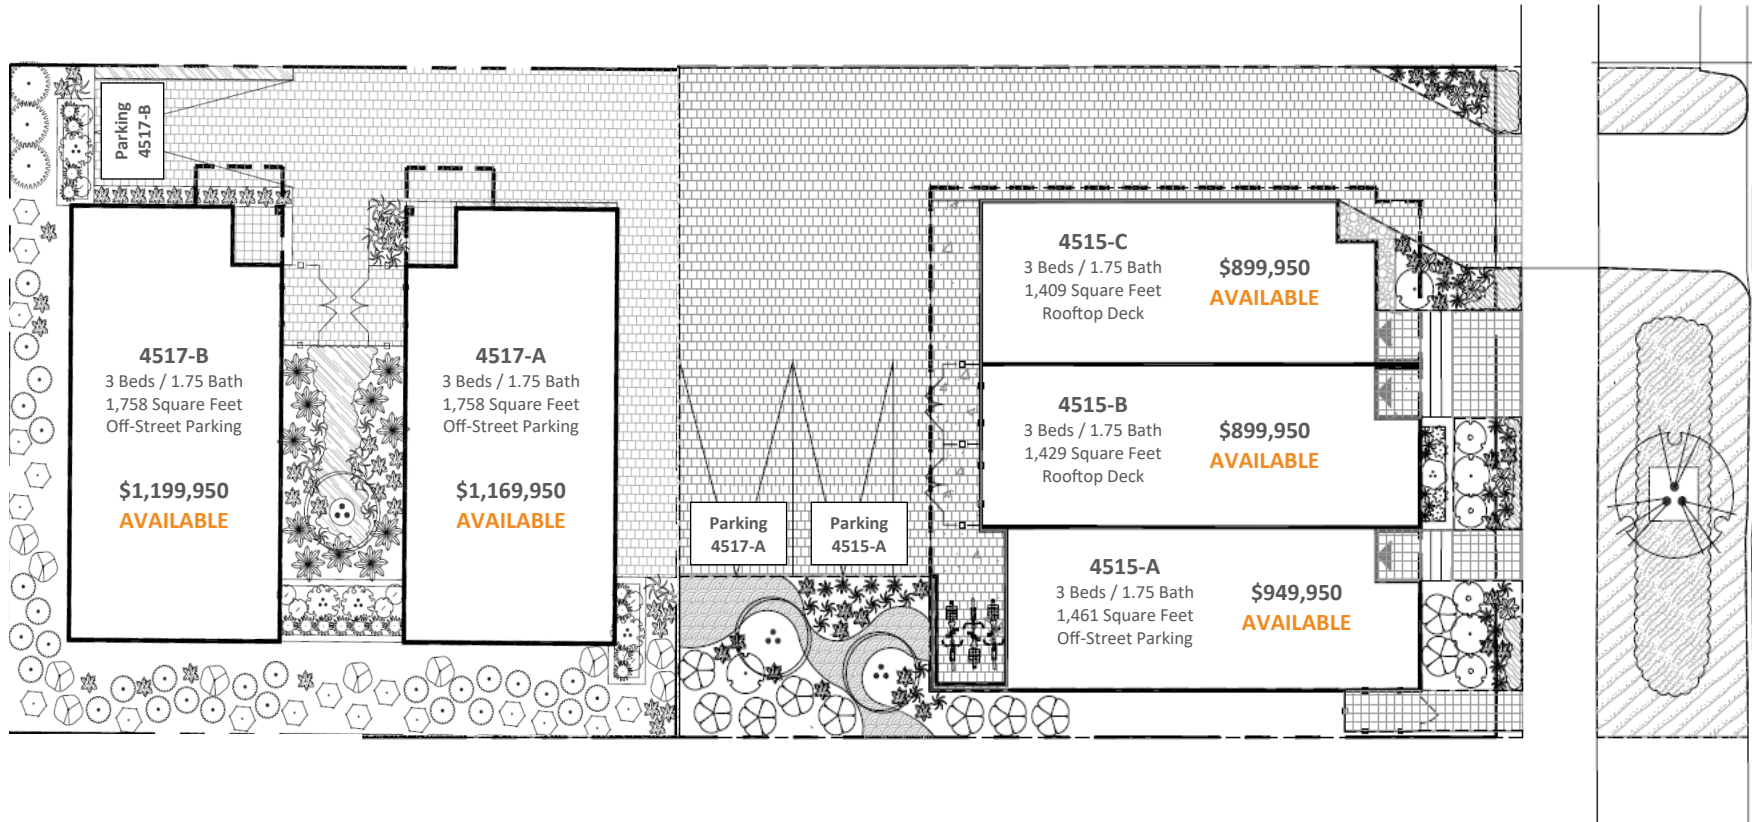 Parking
4517-B
4517-B
3 Beds / 1.75 Bath
1,758 Square Feet
Off-Street Parking
$1,199,950
AVAILABLE
4517-A
3 Beds / 1.75 Bath
1,758 Square Feet
Off-Street Parking
$1,169,950
AVAILABLE
Parking
4517-A
Parking
4515-A
4515-C
3 Beds / 1.75 Bath
1,409 Square Feet
Rooftop Deck
$899,950
AVAILABLE
4515-B
3 Beds / 1.75 Bath
1,429 Square Feet
Rooftop Deck
$899,950
AVAILABLE
4515-A
3 Beds / 1.75 Bath
1,461 Square Feet
Off-Street Parking
$949,950
AVAILABLE